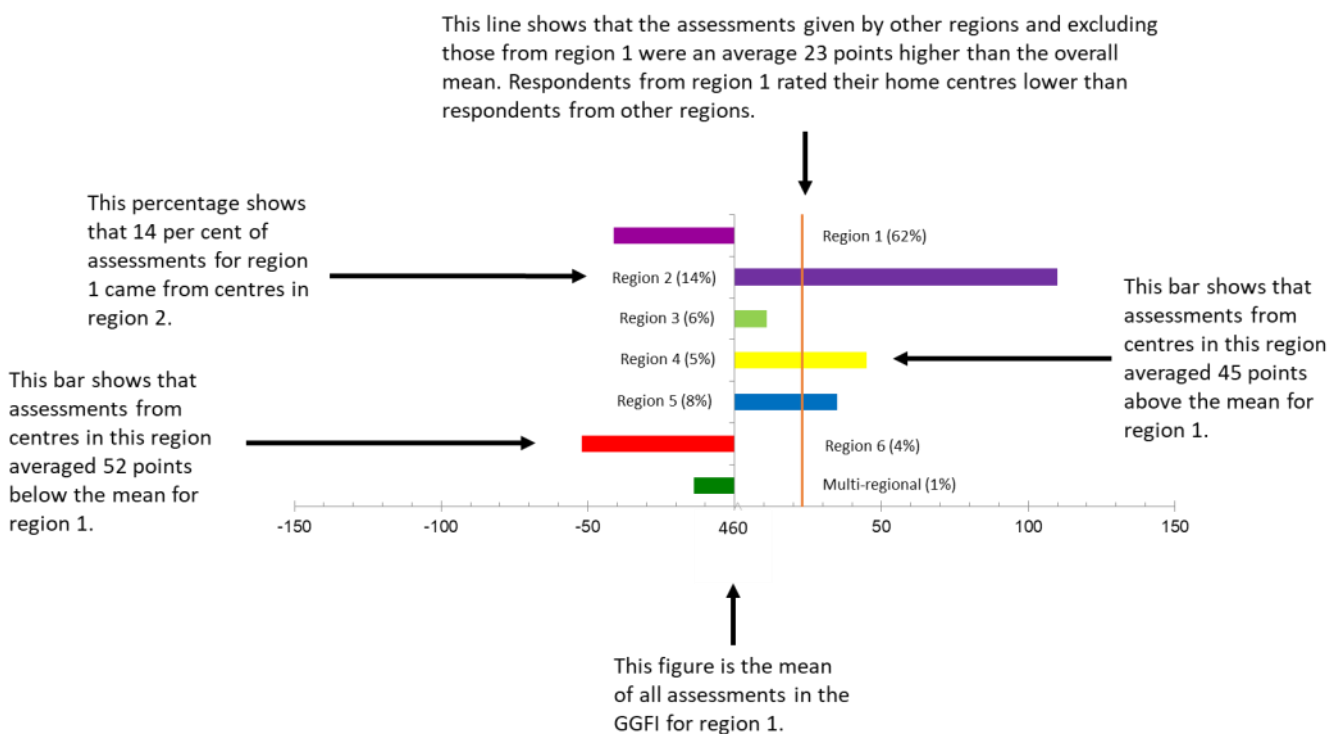 This line shows that the assessments given by other regions and excluding
those from region 1 were an average 23 points higher than the overall
mean. Respondents from region 1 rated their home centres lower than
respondents from other regions.
This percentage shows
that 14 per cent of
assessments for region
1 came from centres in
region 2.
Region 1 (62%)
Region 2 (14%)
Region 3 (6%)
Region 4 (5%)
Region 5 (8%)
Region 6 (4%)
Multi-regional (1%)
This bar shows that
assessments from
centres in this region
averaged 45 points
above the mean for
region 1.
This bar shows that
assessments from
centres in this region
averaged 52 points
below the mean for
region 1.
-150 -100 -50 460 50 100 150
This figure is the mean
of all assessments in the
GGFI for region 1.